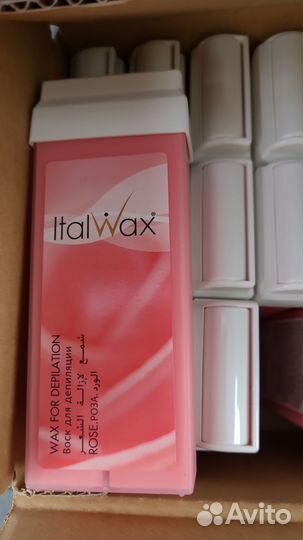 ItalWax®
WAX FOR DEPILATION
Воск для депиляции
شمع لإزالة الشعر
ROSE. РОЗА. الورد
Avito